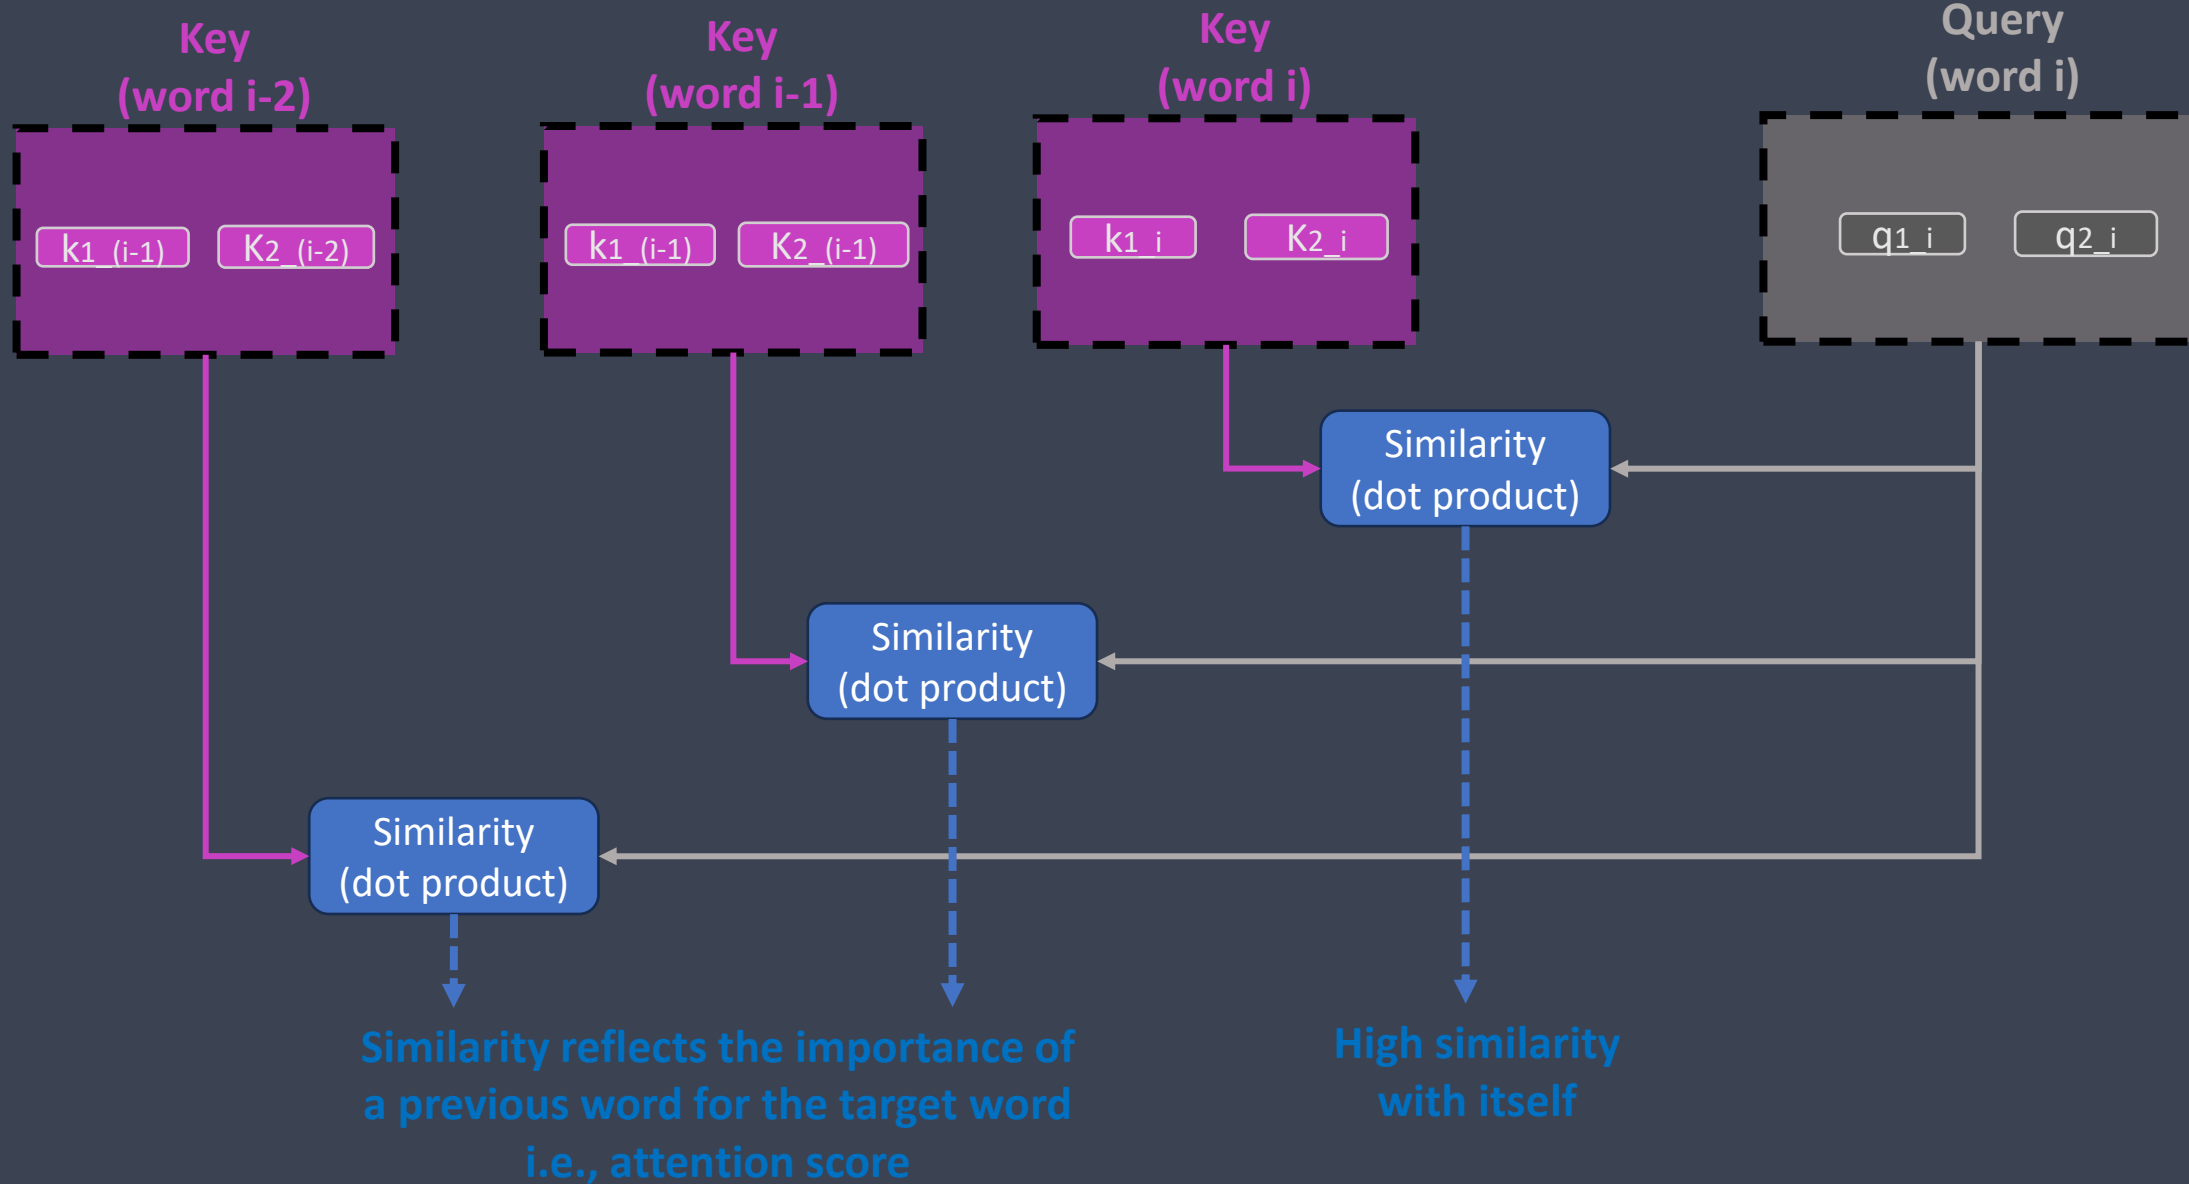 Key
(word i-2)
Key
(word i-1)
Key
(word i)
Query
(word i)
k1_(i-1)
K2_(i-2)
k1_(i-1)
K2_(i-1)
k1_i
K2_i
q1_i
q2_i
Similarity
(dot product)
Similarity
(dot product)
Similarity
(dot product)
Similarity reflects the importance of
a previous word for the target word
i.e., attention score
High similarity
with itself